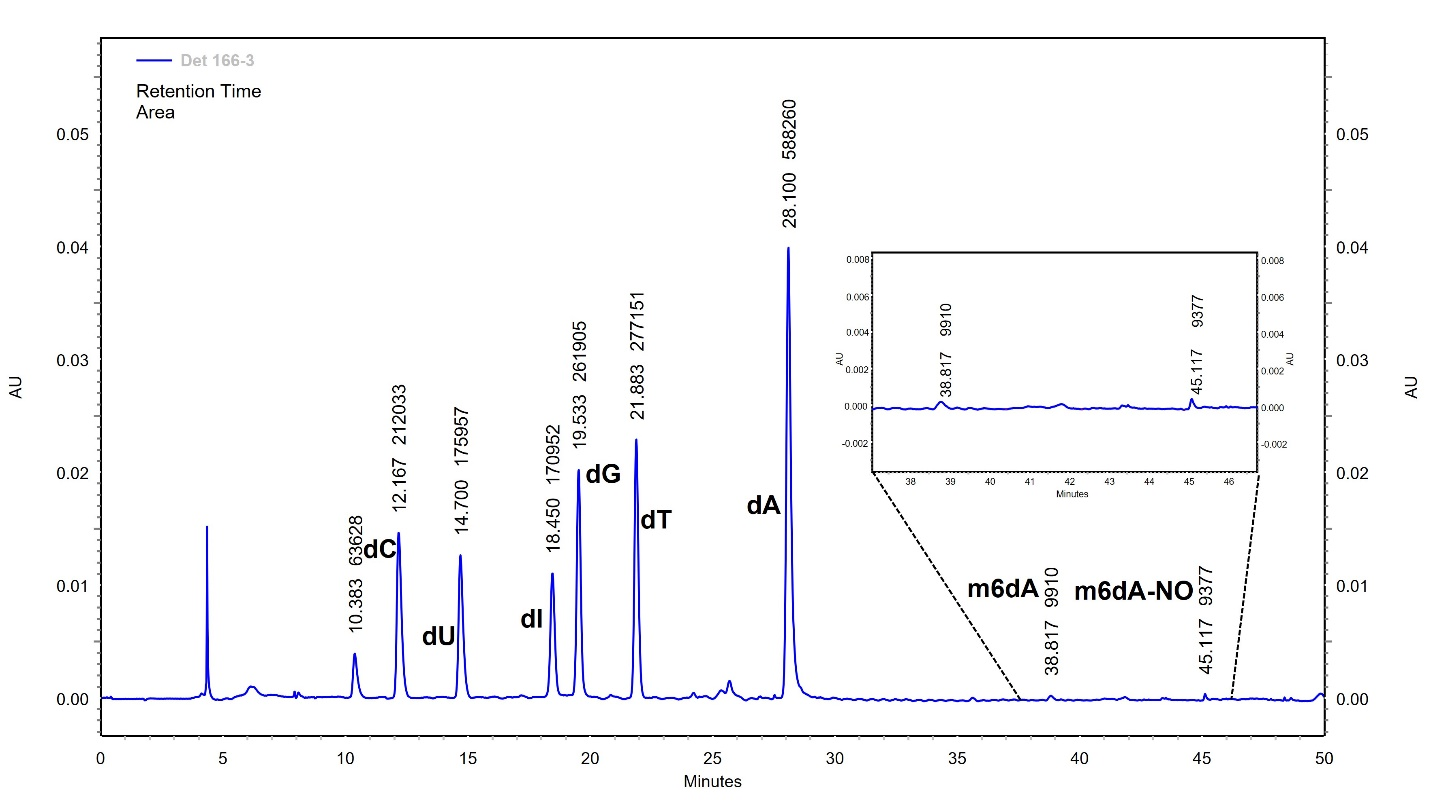 Det 166-3
Retention Time
Area
AU
0.05
0.04
0.03
0.02
0.01
0.00
0.05
0.04
0.03
0.02
0.01
0.00
AU
10.383 63628
dC
12.167 212033
dU
14.700 175957
dI
18.450 170952
19.533 261905
dG
21.883 277151
dT
dA
28.100 588260
m6dA
38.817 9910
m6dA-NO
45.117 9377
0.008
0.006
0.004
0.002
0.000
-0.002
AU
38.817 9910
45.117 9377
0.008
0.006
0.004
0.002
0.000
-0.002
AU
38 39 40 41 42 43 44 45 46
Minutes
0 5 10 15 20 25 30 35 40 45 50
Minutes